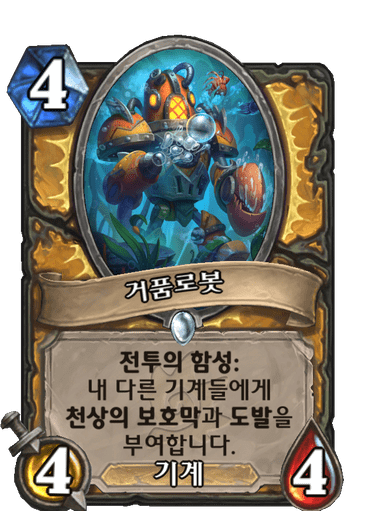 4
거품로봇
전투의 함성:
내 다른 기계들에게
천상의 보호막과 도발을
부여합니다.
4
기계
4